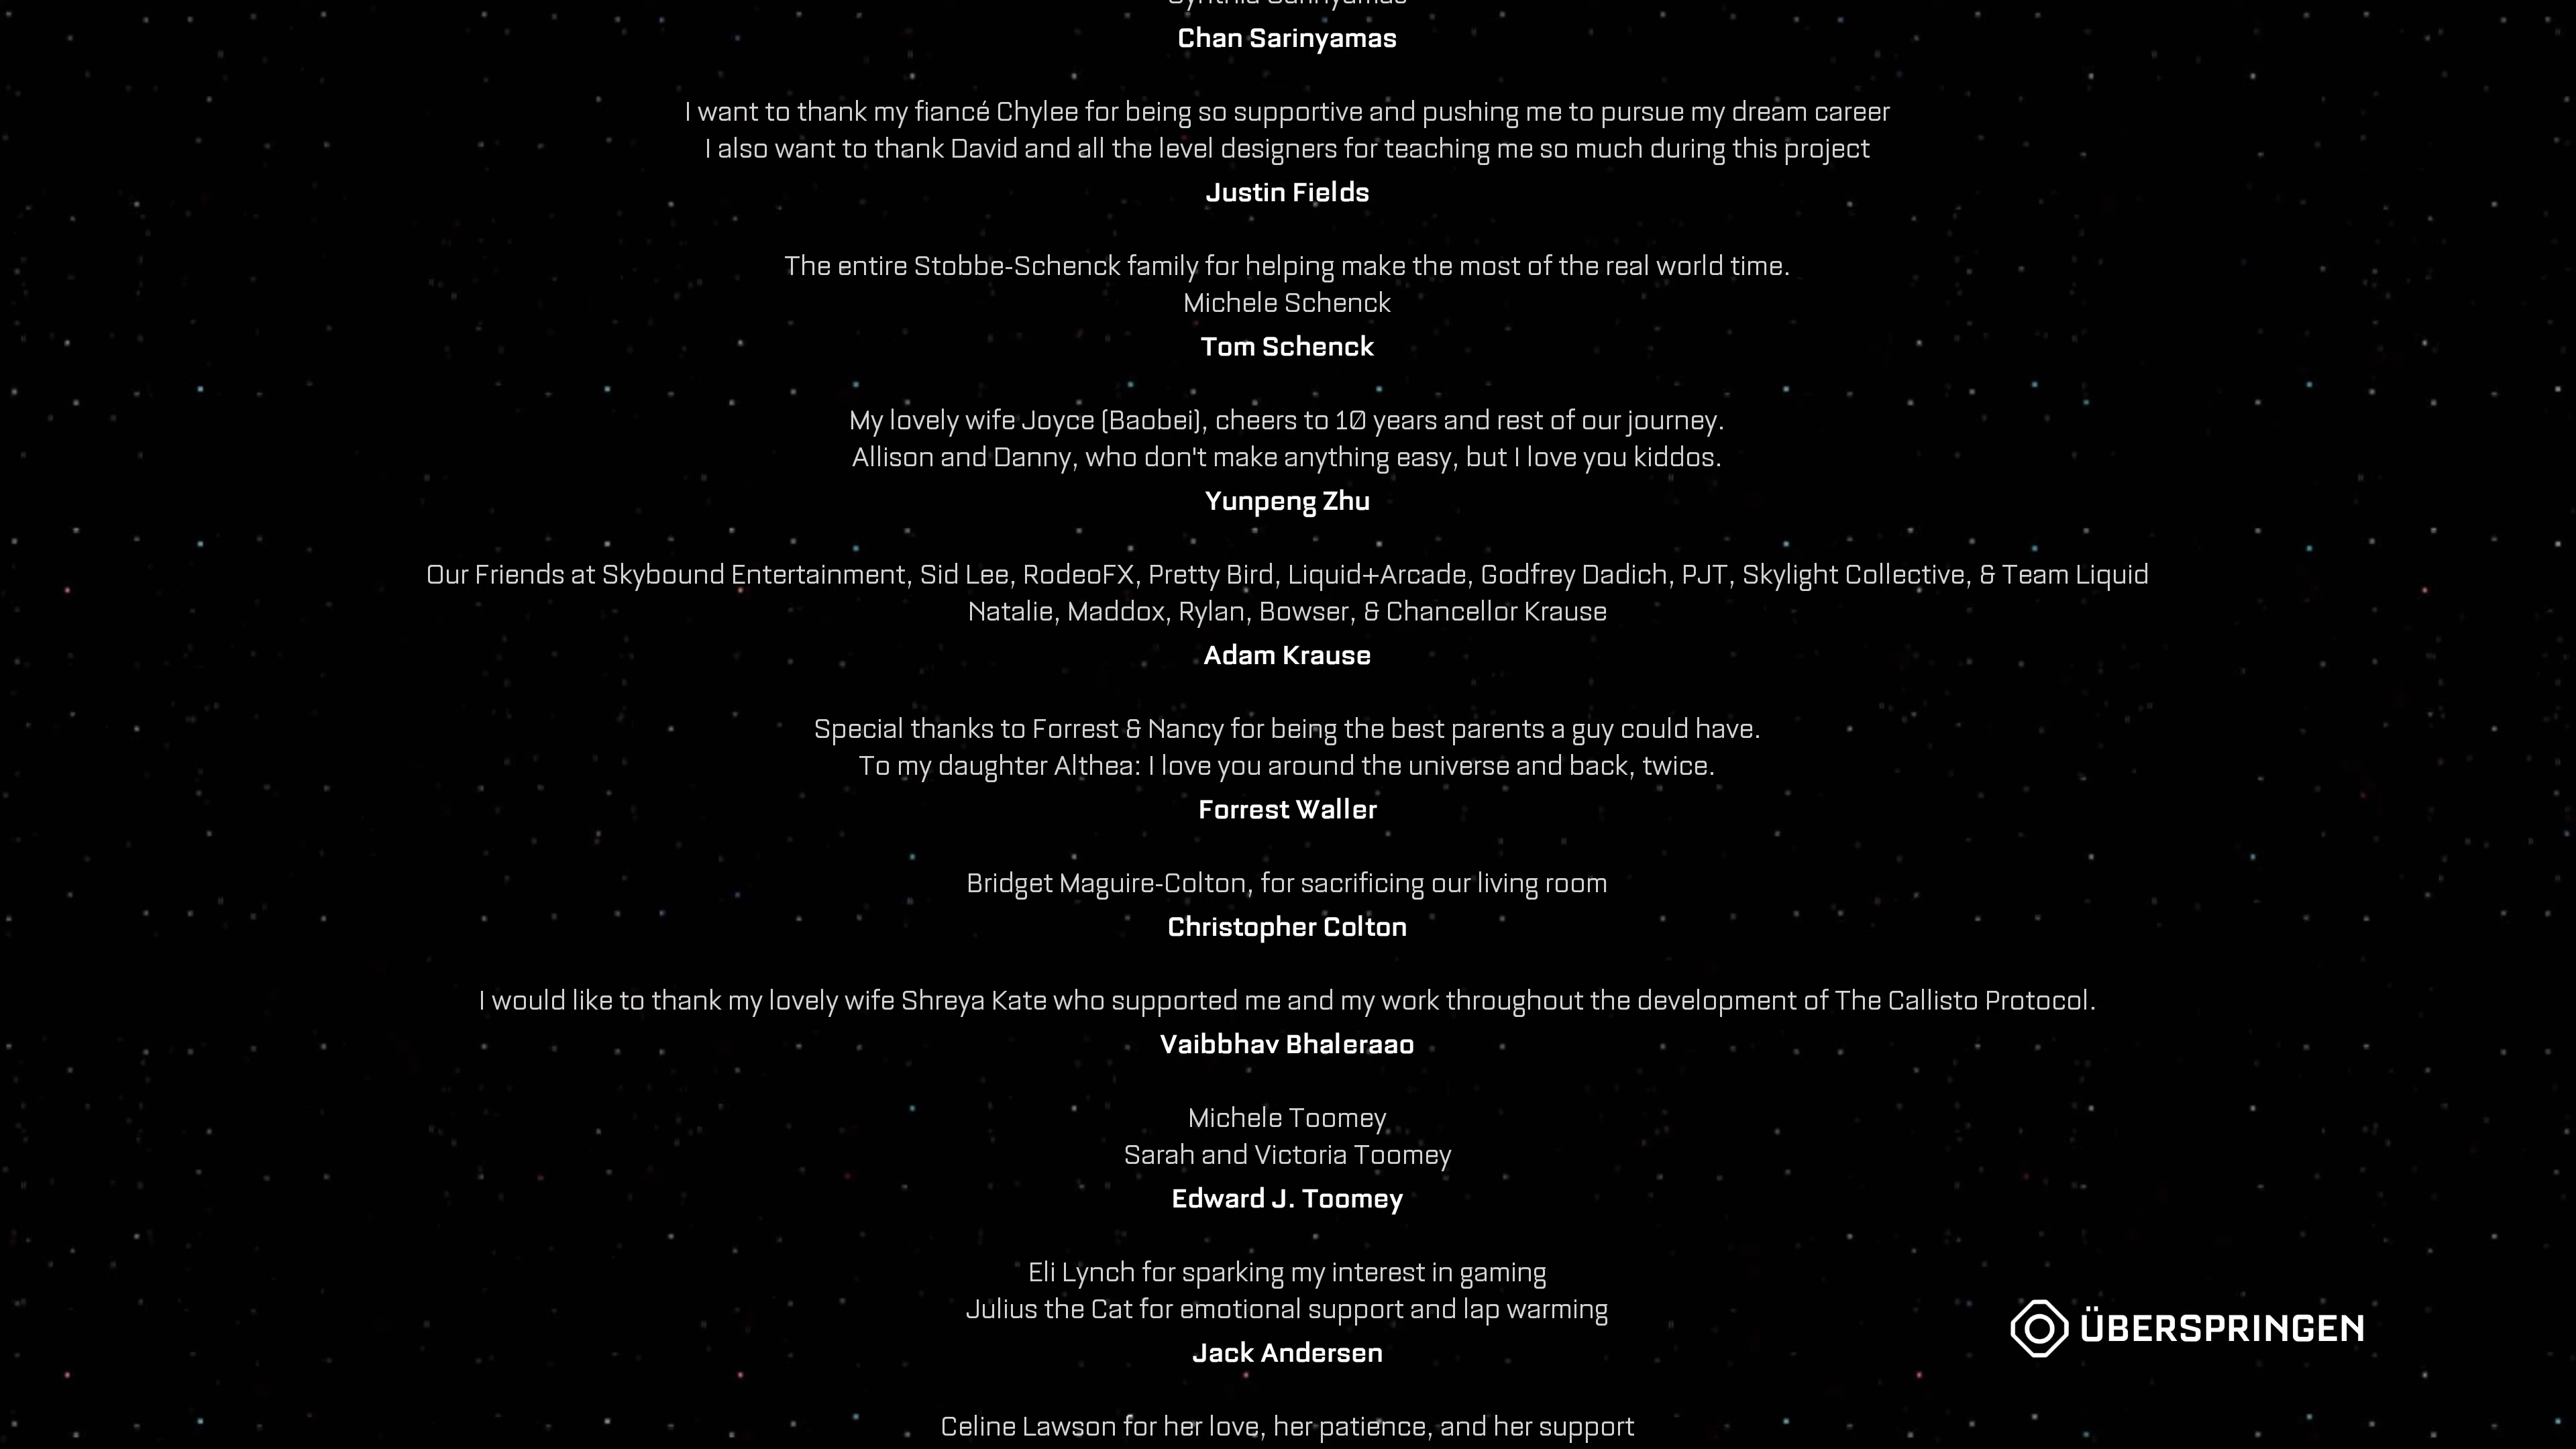 Chan Sarinyamas
I want to thank my fiancé Chylee for being so supportive and pushing me to pursue my dream career
I also want to thank David and all the level designers for teaching me so much during this project
Justin Fields
The entire Stobbe-Schenck family for helping make the most of the real world time.
Michele Schenck
Tom Schenck
My lovely wife Joyce (Baobei), cheers to 10 years and rest of our journey.
Allison and Danny, who don't make anything easy, but I love you kiddos.
Yunpeng Zhu
Our Friends at Skybound Entertainment, Sid Lee, RodeoFX, Pretty Bird, Liquid+Arcade, Godfrey Dadich, PJT, Skylight Collective, & Team Liquid
Natalie, Maddox, Rylan, Bowser, & Chancellor Krause
Adam Krause
Special thanks to Forrest & Nancy for being the best parents a guy could have.
To my daughter Althea: I love you around the universe and back, twice.
Forrest Waller
Bridget Maguire-Colton, for sacrificing our living room
Christopher Colton
I would like to thank my lovely wife Shreya Kate who supported me and my work throughout the development of The Callisto Protocol.
Vaibbhav Bhaleraao
Michele Toomey
Sarah and Victoria Toomey
Edward J. Toomey
Eli Lynch for sparking my interest in gaming
Julius the Cat for emotional support and lap warming
Jack Andersen
ÜBERSPRINGEN
Celine Lawson for her love, her patience, and her support